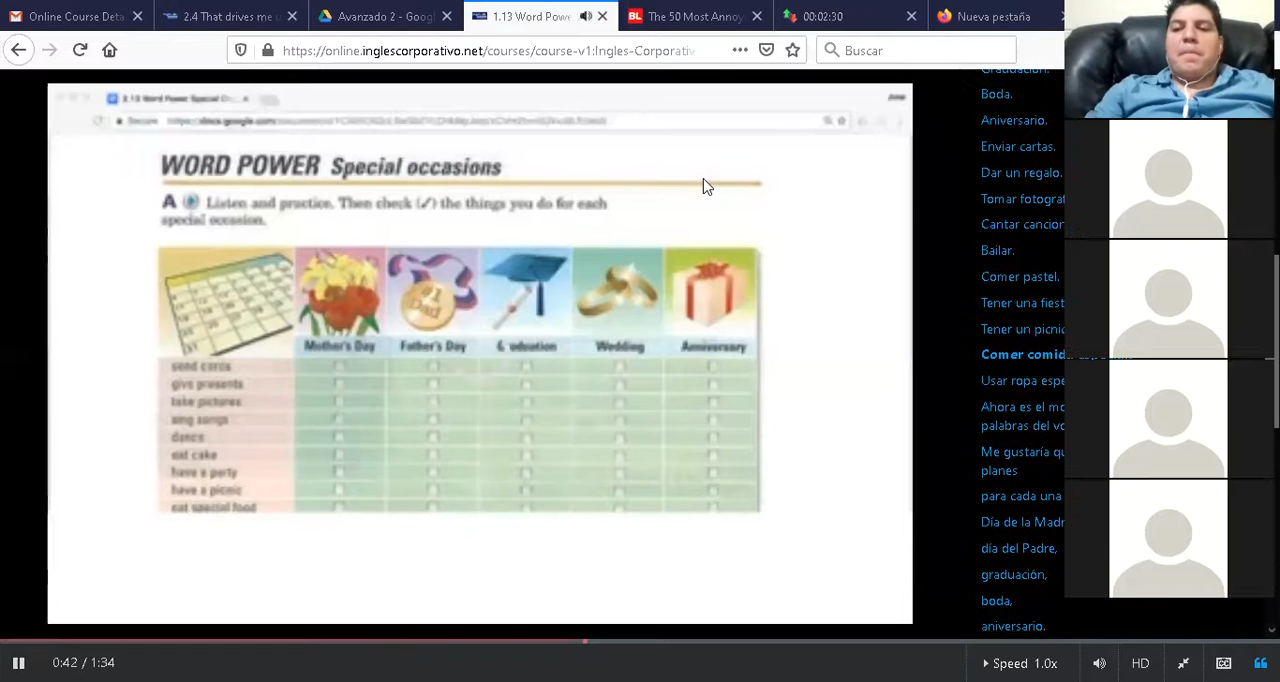 Online Course Deta
2.4 That drives me u
Avanzado 2 - Goog
1.13 Word Powe
BL The 50 Most Annoy
00:02:30
Nueva pestaña
https://online.inglescorporativo.net/courses/course-v1:Ingles-Corporativ
Buscar
WORD POWER Special occasions
A Listen and practice. Then check (✓) the things you do for each
special occasion.
Mother's Day Father's Day Graduation Wedding Anniversary
send cards
give presents
take pictures
sing songs
dance
eat cake
have a party
have a picnic
eat special food
Graduación.
Boda.
Aniversario.
Enviar cartas.
Dar un regalo.
Tomar fotograf
Cantar cancion
Bailar.
Comer pastel.
Tener una fiest
Tener un picnic
Comer comi
Usar ropa espe
Ahora es el mo
palabras del vo
Me gustaría qu
planes
para cada una
Día de la Madr
día del Padre,
graduación,
boda,
aniversario.
0:42 / 1:34
Speed 1.0x
HD